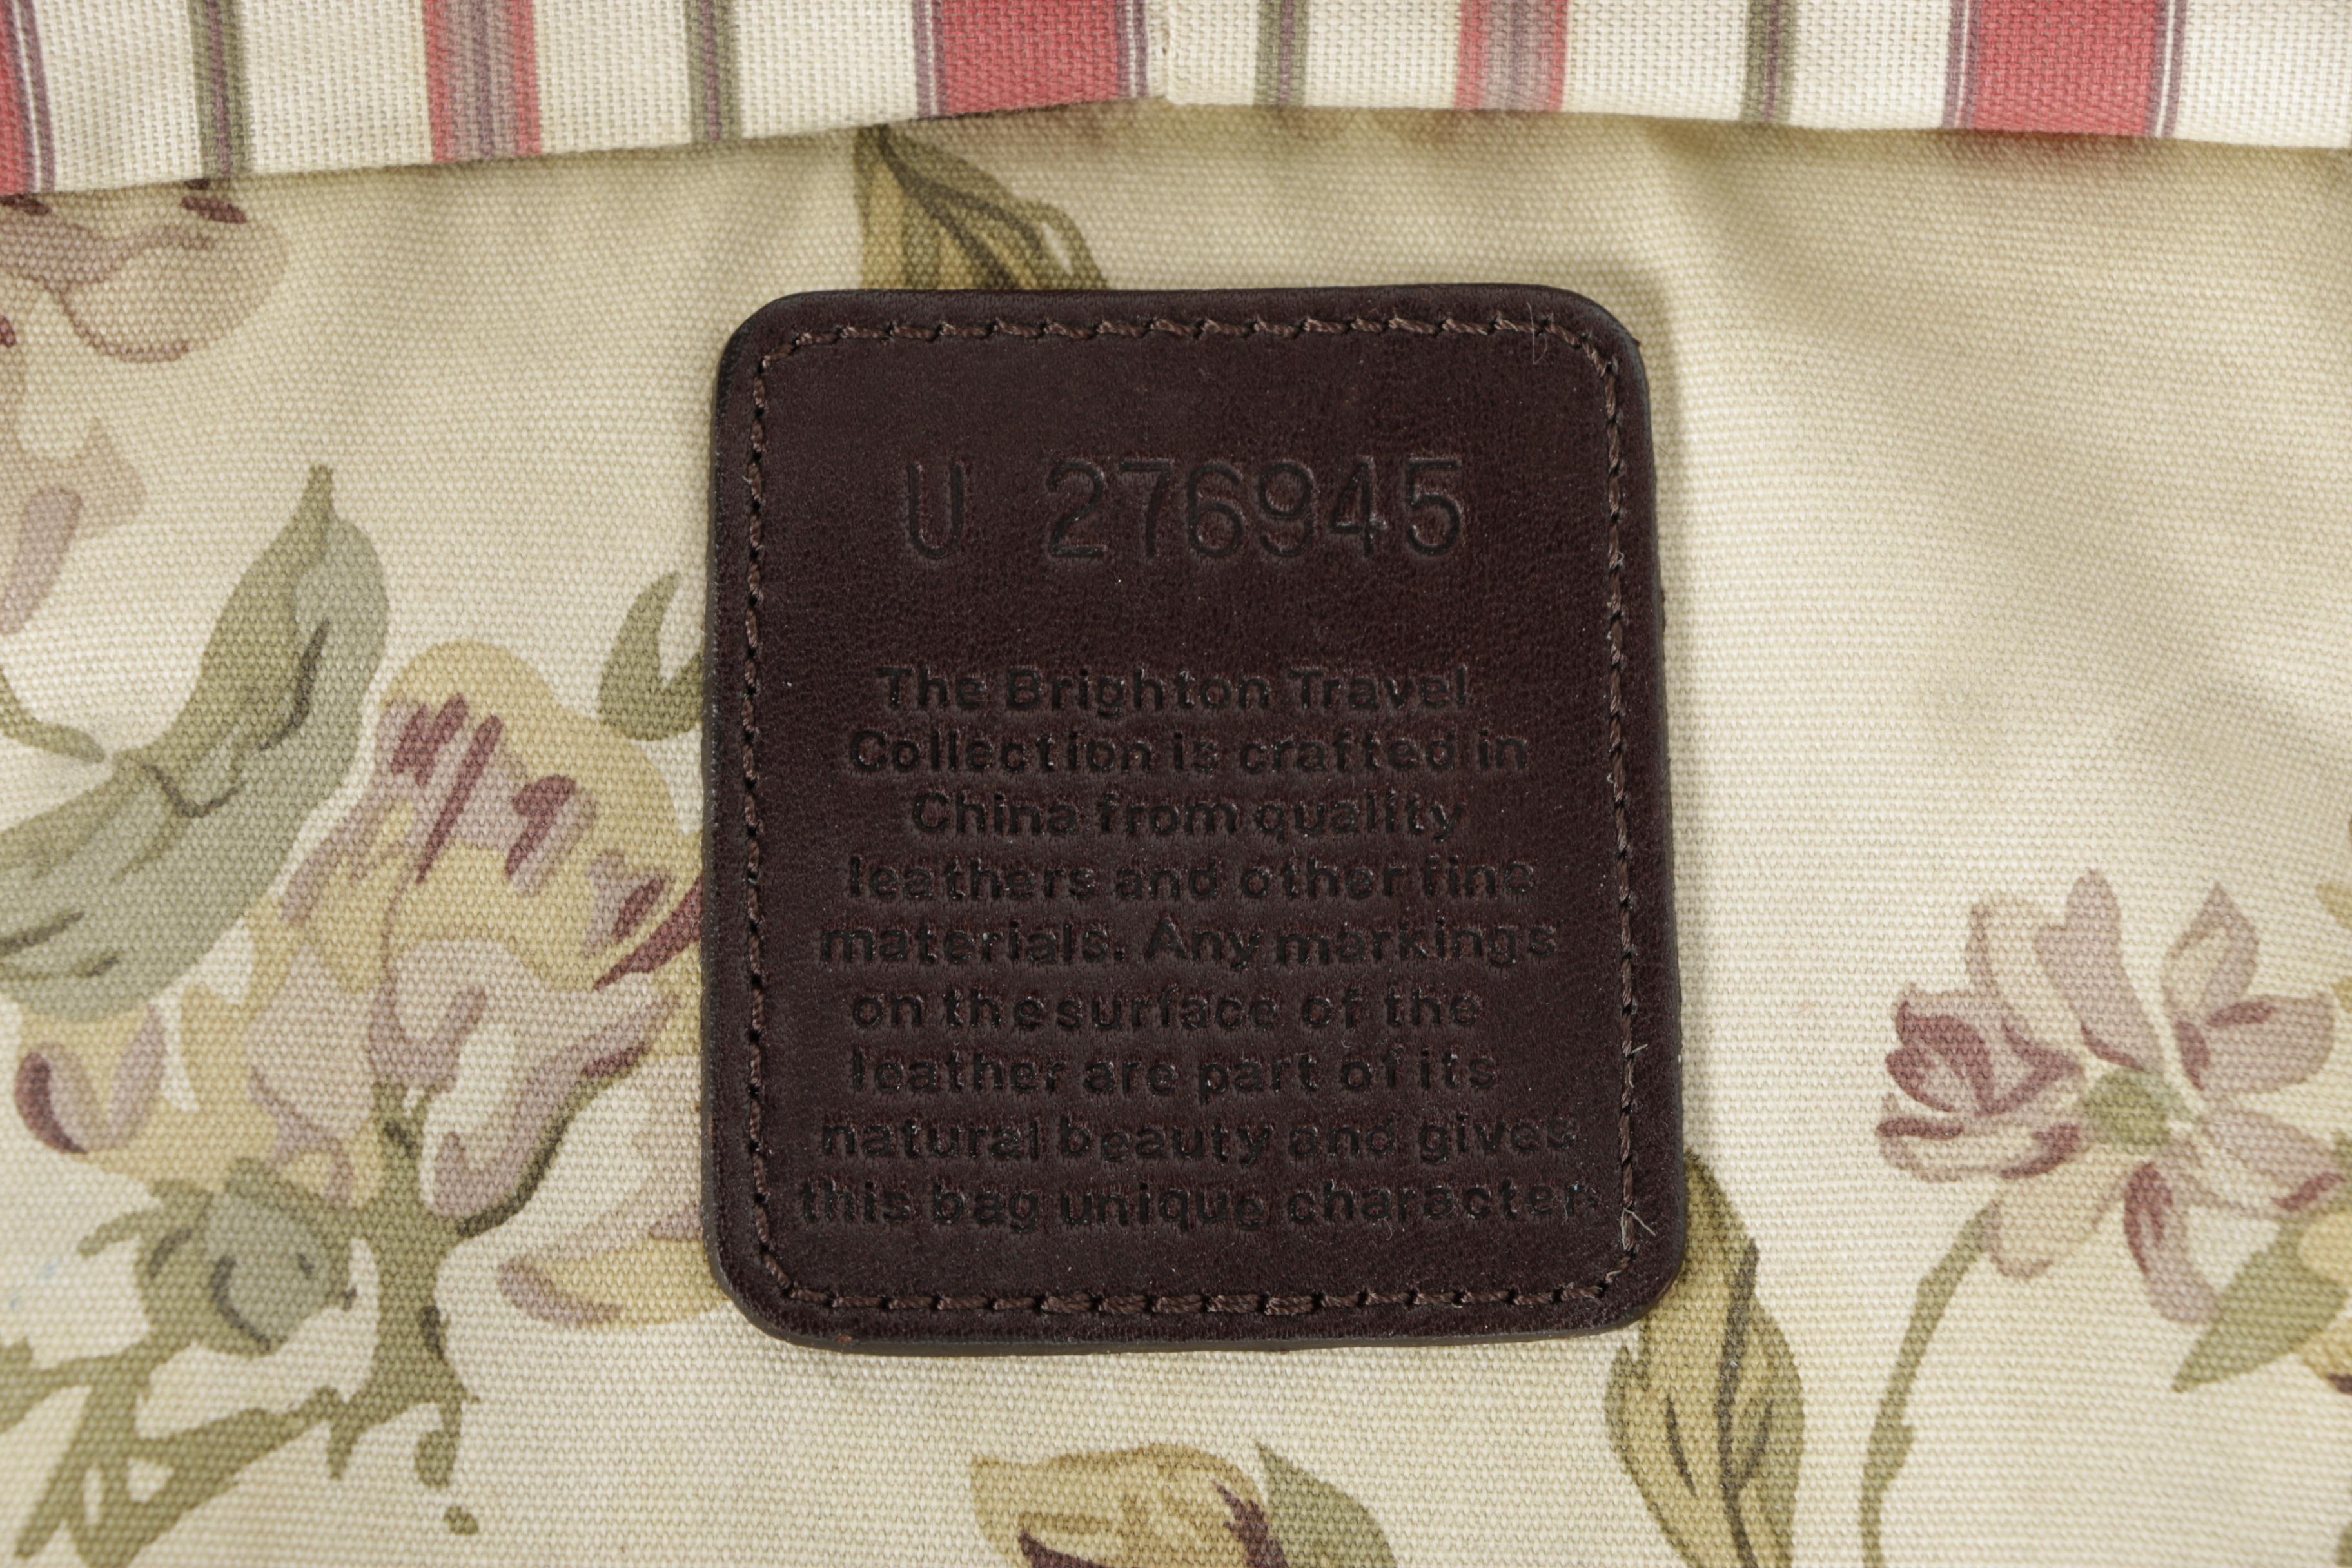 U 276945
The Brighton Travel
Collection is crafted in
China from quality
leathers and other fine
materials. Any markings
on the surface of the
leather are part of its
natural beauty and gives
this bag unique character.